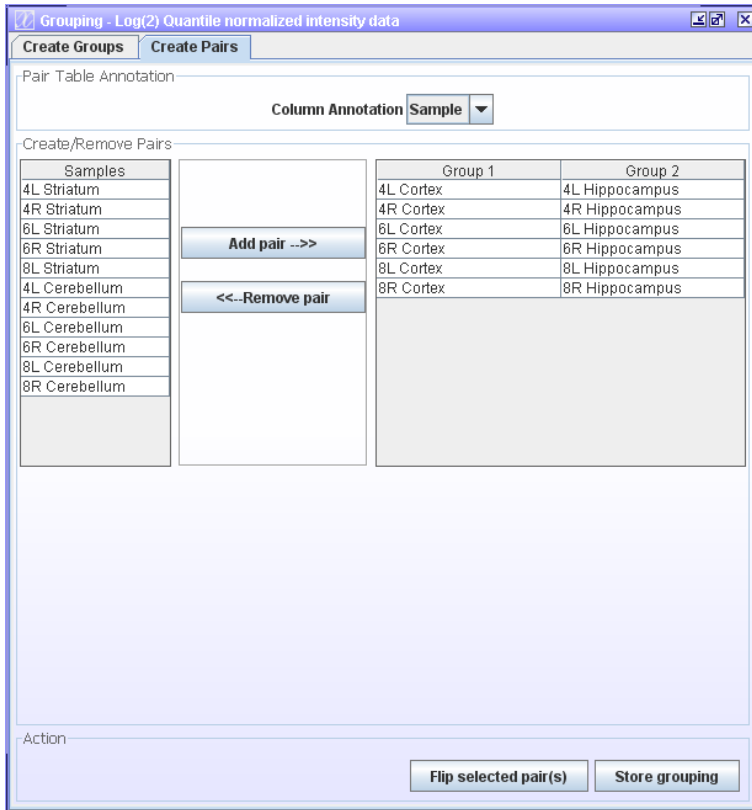 Grouping - Log(2) Quantile normalized intensity data
Create Groups Create Pairs
Pair Table Annotation
Column Annotation Sample
Create/Remove Pairs
Samples
4L Striatum
4R Striatum
6L Striatum
6R Striatum
8L Striatum
4L Cerebellum
4R Cerebellum
6L Cerebellum
6R Cerebellum
8L Cerebellum
8R Cerebellum
Add pair -->>
<<--Remove pair
Group 1 Group 2
4L Cortex 4L Hippocampus
4R Cortex 4R Hippocampus
6L Cortex 6L Hippocampus
6R Cortex 6R Hippocampus
8L Cortex 8L Hippocampus
8R Cortex 8R Hippocampus
Action
Flip selected pair(s) Store grouping